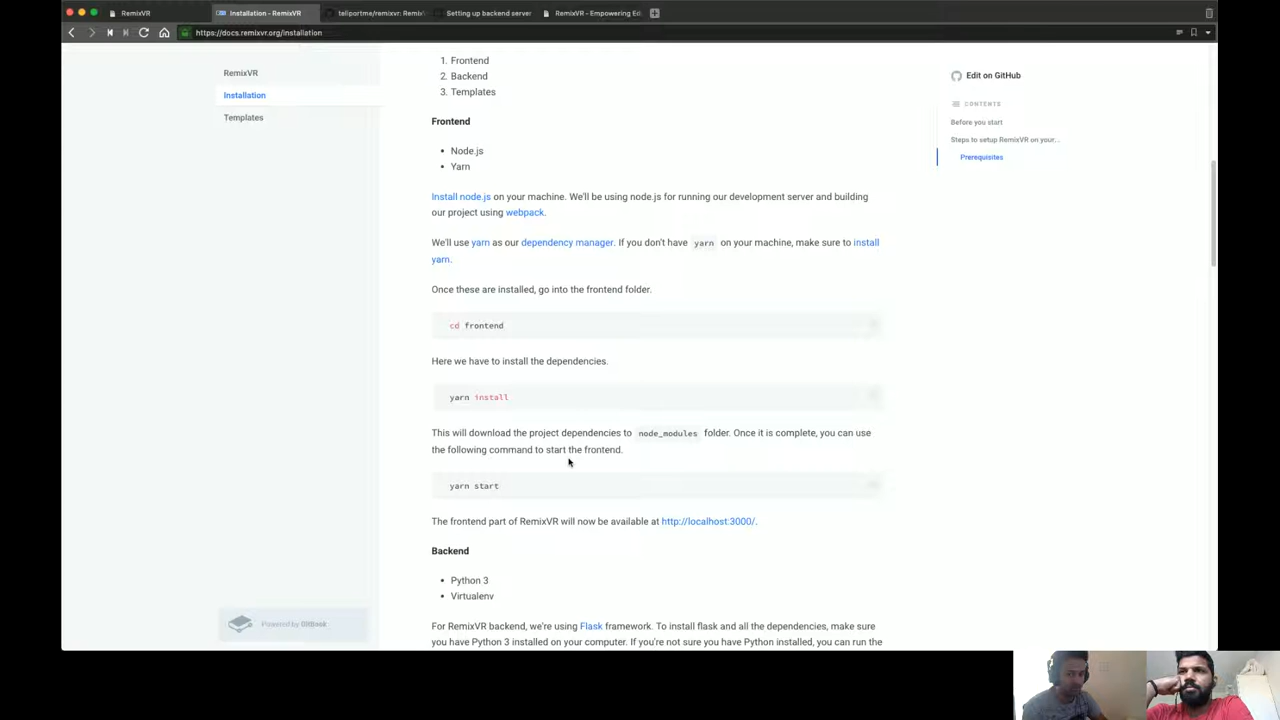 RemixVR
Installation - RemixVR
tellportme/remixvr: Remix
Setting up backend server
RemixVR - Empowering Ed
https://docs.remixvr.org/installation
RemixVR
Installation
Templates
Powered by GitBook
1. Frontend
2. Backend
3. Templates
Frontend
• Node.js
• Yarn
Install node.js on your machine. We'll be using node.js for running our development server and building
our project using webpack.
We'll use yarn as our dependency manager. If you don't have yarn on your machine, make sure to install
yarn.
Once these are installed, go into the frontend folder.
cd frontend
Here we have to install the dependencies.
yarn install
This will download the project dependencies to node_modules folder. Once it is complete, you can use
the following command to start the frontend.
yarn start
The frontend part of RemixVR will now be available at http://localhost:3000/.
Backend
• Python 3
• Virtualenv
For RemixVR backend, we're using Flask framework. To install flask and all the dependencies, make sure
you have Python 3 installed on your computer. If you're not sure you have Python installed, you can run the
Edit on GitHub
CONTENTS
Before you start
Steps to setup RemixVR on your...
Prerequisites